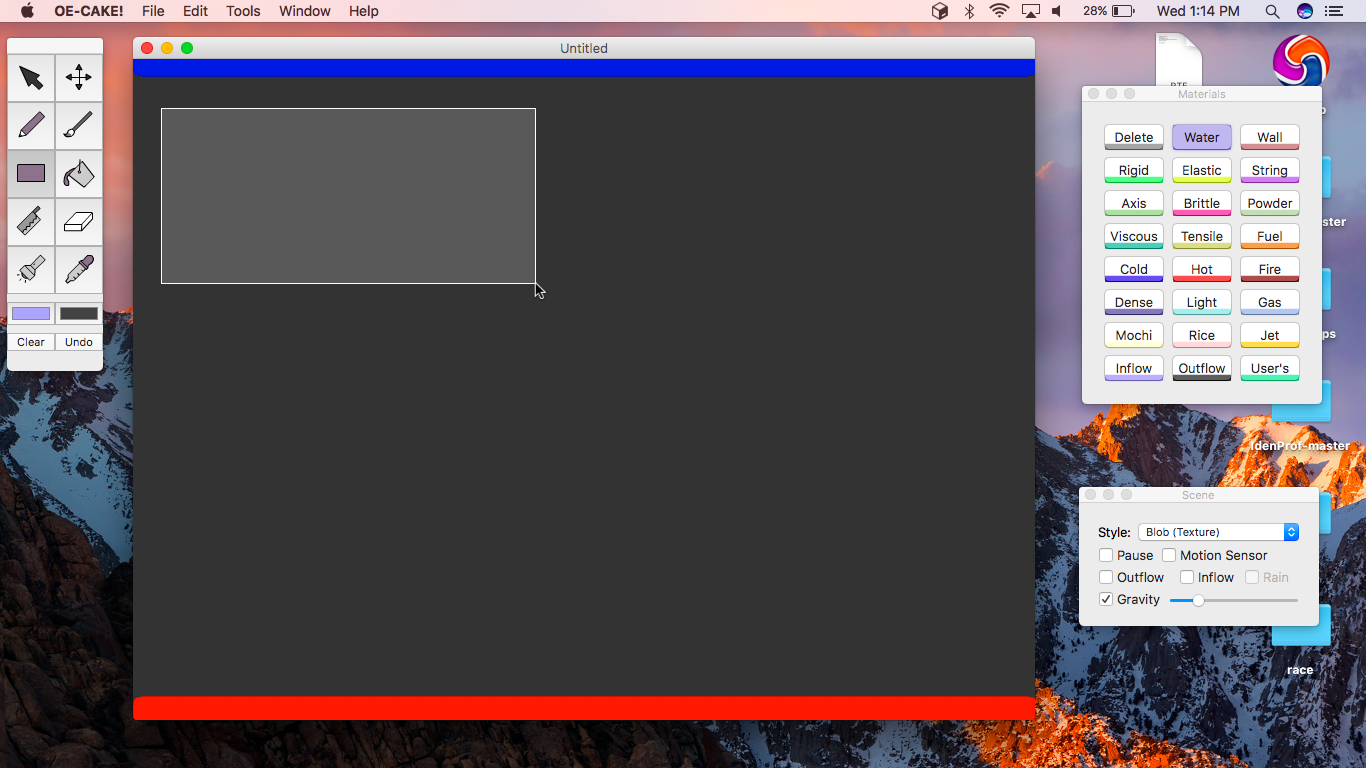 OE-CAKE! File Edit Tools Window Help 28% Wed 1:14 PM
Untitled
Materials
Delete Water Wall
Rigid Elastic String
Axis Brittle Powder
Viscous Tensile Fuel
Cold Hot Fire
Dense Light Gas
Mochi Rice Jet
Inflow Outflow User's
Clear Undo
ster
ps
IdenProf-master
Scene
Style: Blob (Texture)
Pause Motion Sensor
Outflow Inflow Rain
Gravity
race